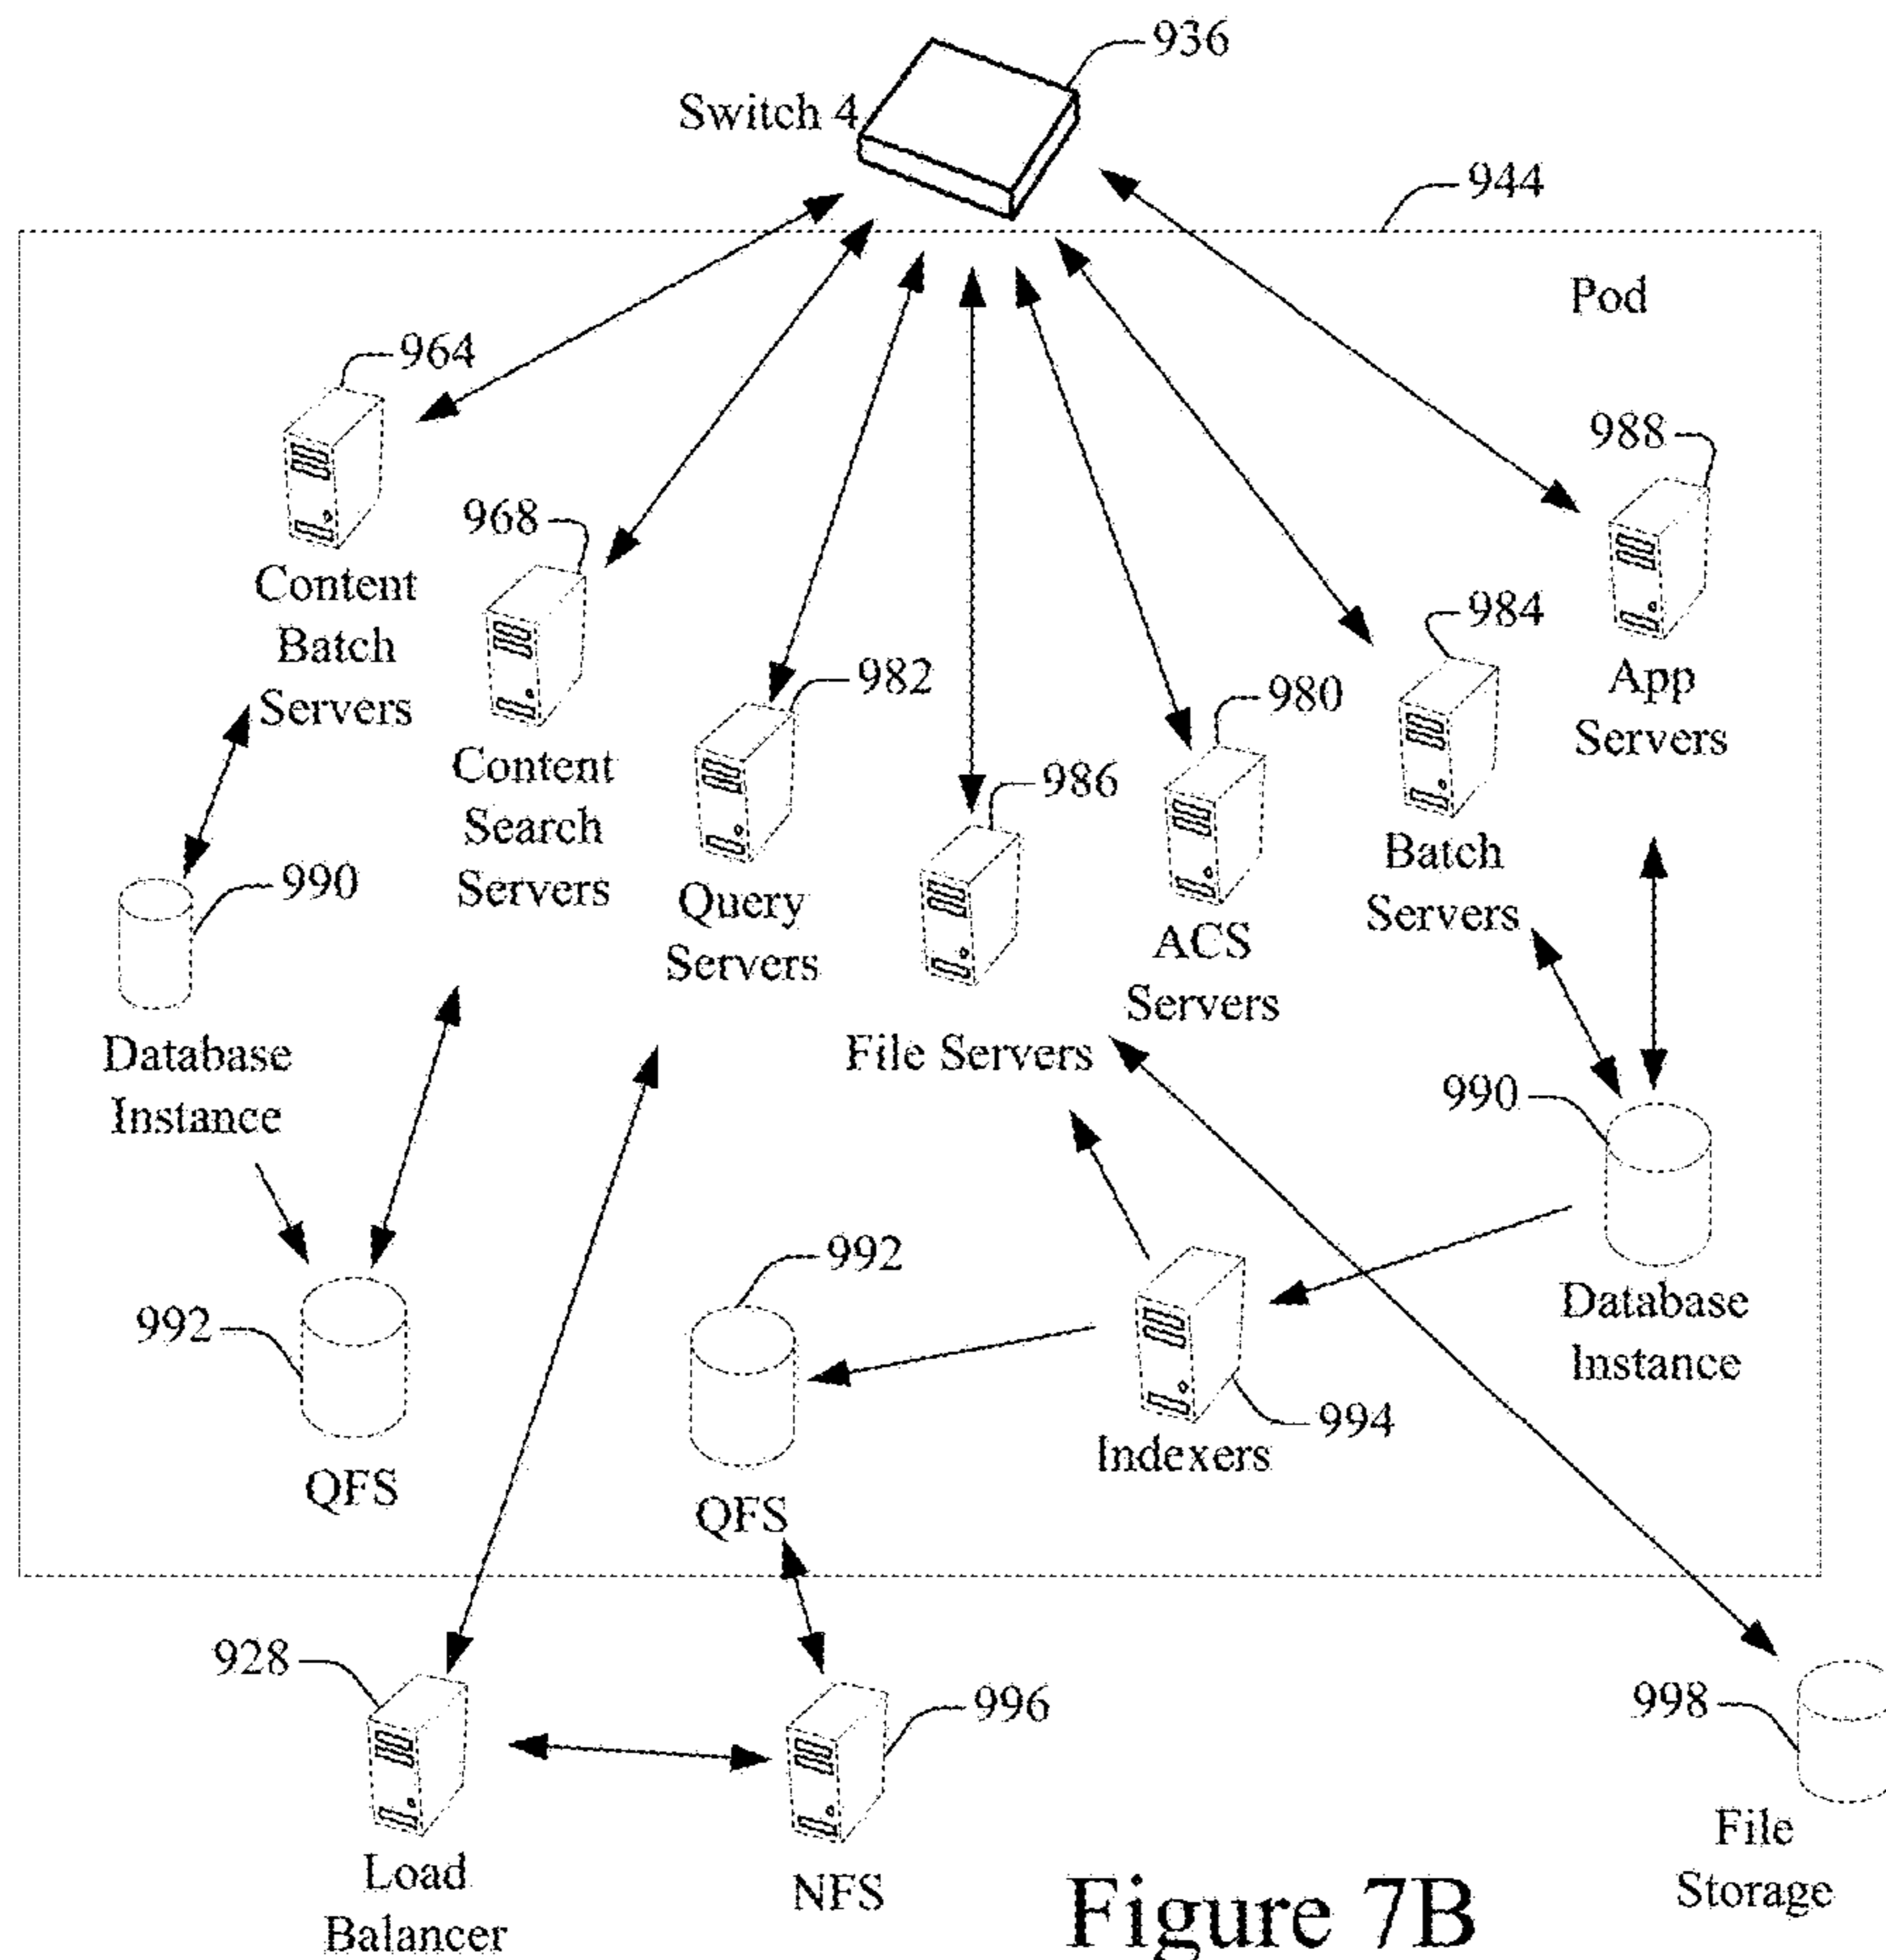 936
Switch 4
944
Pod
964
988
968
Content
Batch
Servers
984
982
980
App
Servers
Content
Search
Servers
986
990
Query
Servers
Batch
Servers
ACS
Servers
Database
Instance
File Servers
990
992
992
Database
Instance
994
Indexers
QFS
QFS
928
996
998
Load
Balancer
NFS
File
Storage
Figure 7B